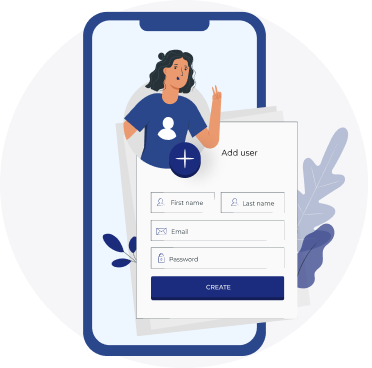 Add user
First name
Last name
Email
Password
CREATE